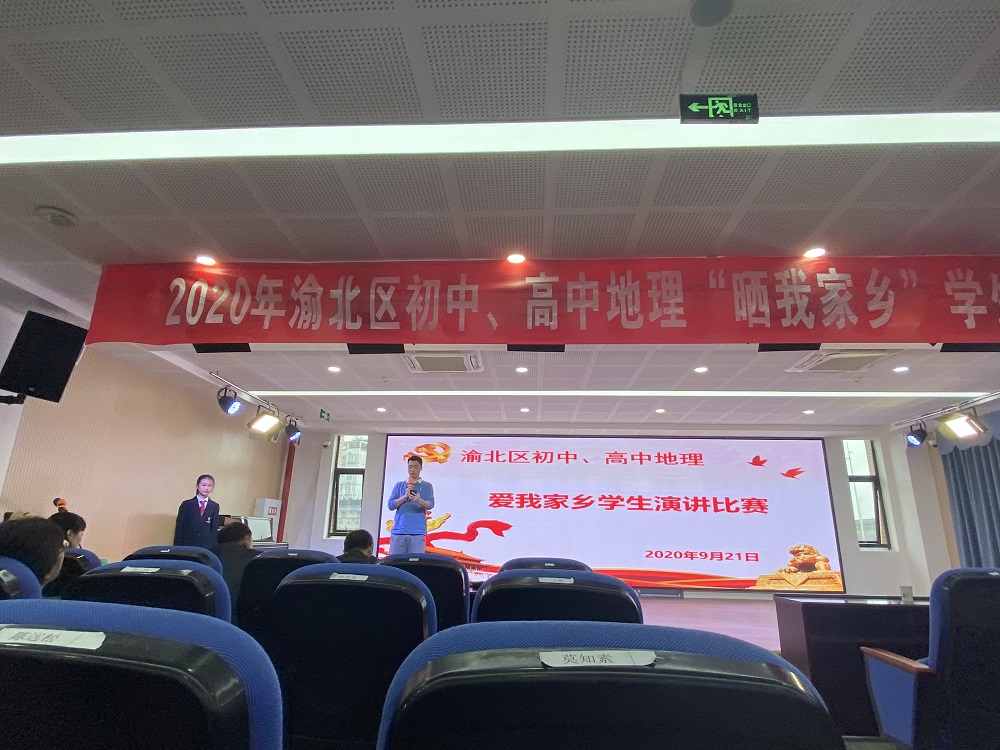 EXIT
2020年渝北区初中、高中地理“晒我家乡”学
渝北区初中、高中地理
爱我家乡学生演讲比赛
2020年9月21日
莫知素